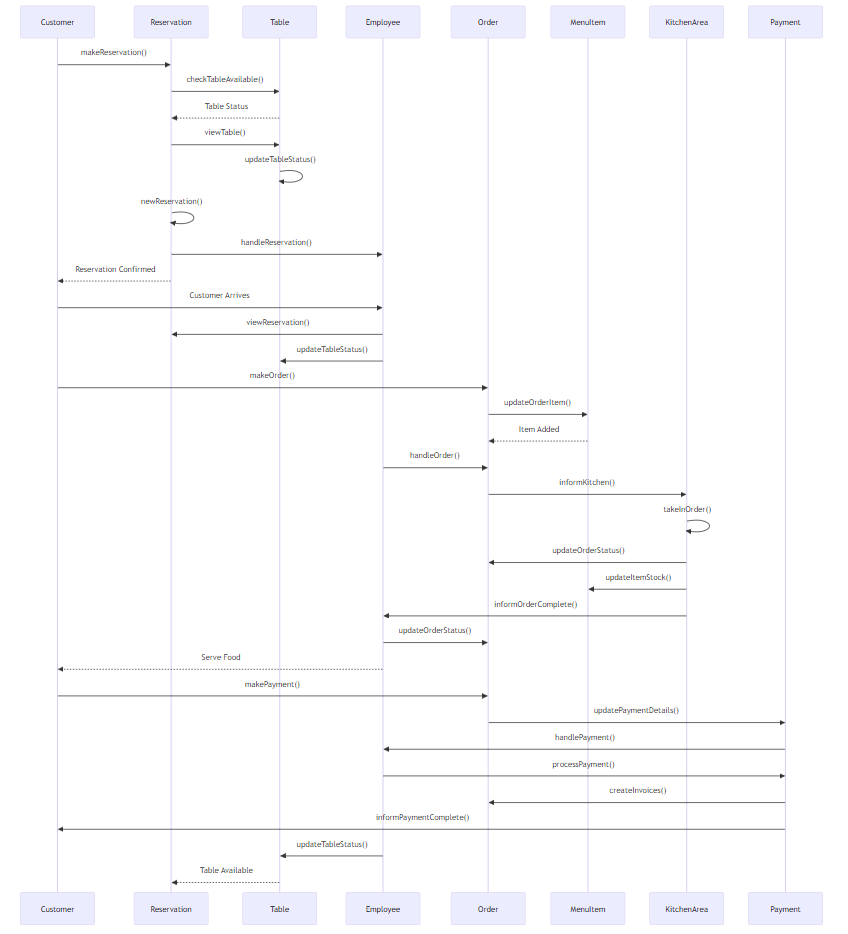 Customer Reservation Table Employee Order MenuItem KitchenArea Payment
makeReservation()
checkTableAvailable()
Table Status
viewTable()
updateTableStatus()
newReservation()
handleReservation()
Reservation Confirmed
Customer Arrives
viewReservation()
updateTableStatus()
makeOrder()
updateOrderItem()
Item Added
handleOrder()
informKitchen()
takeInOrder()
updateOrderStatus()
updateItemStock()
informOrderComplete()
updateOrderStatus()
Serve Food
makePayment()
updatePaymentDetails()
handlePayment()
processPayment()
createInvoices()
informPaymentComplete()
updateTableStatus()
Table Available
Customer Reservation Table Employee Order MenuItem KitchenArea Payment